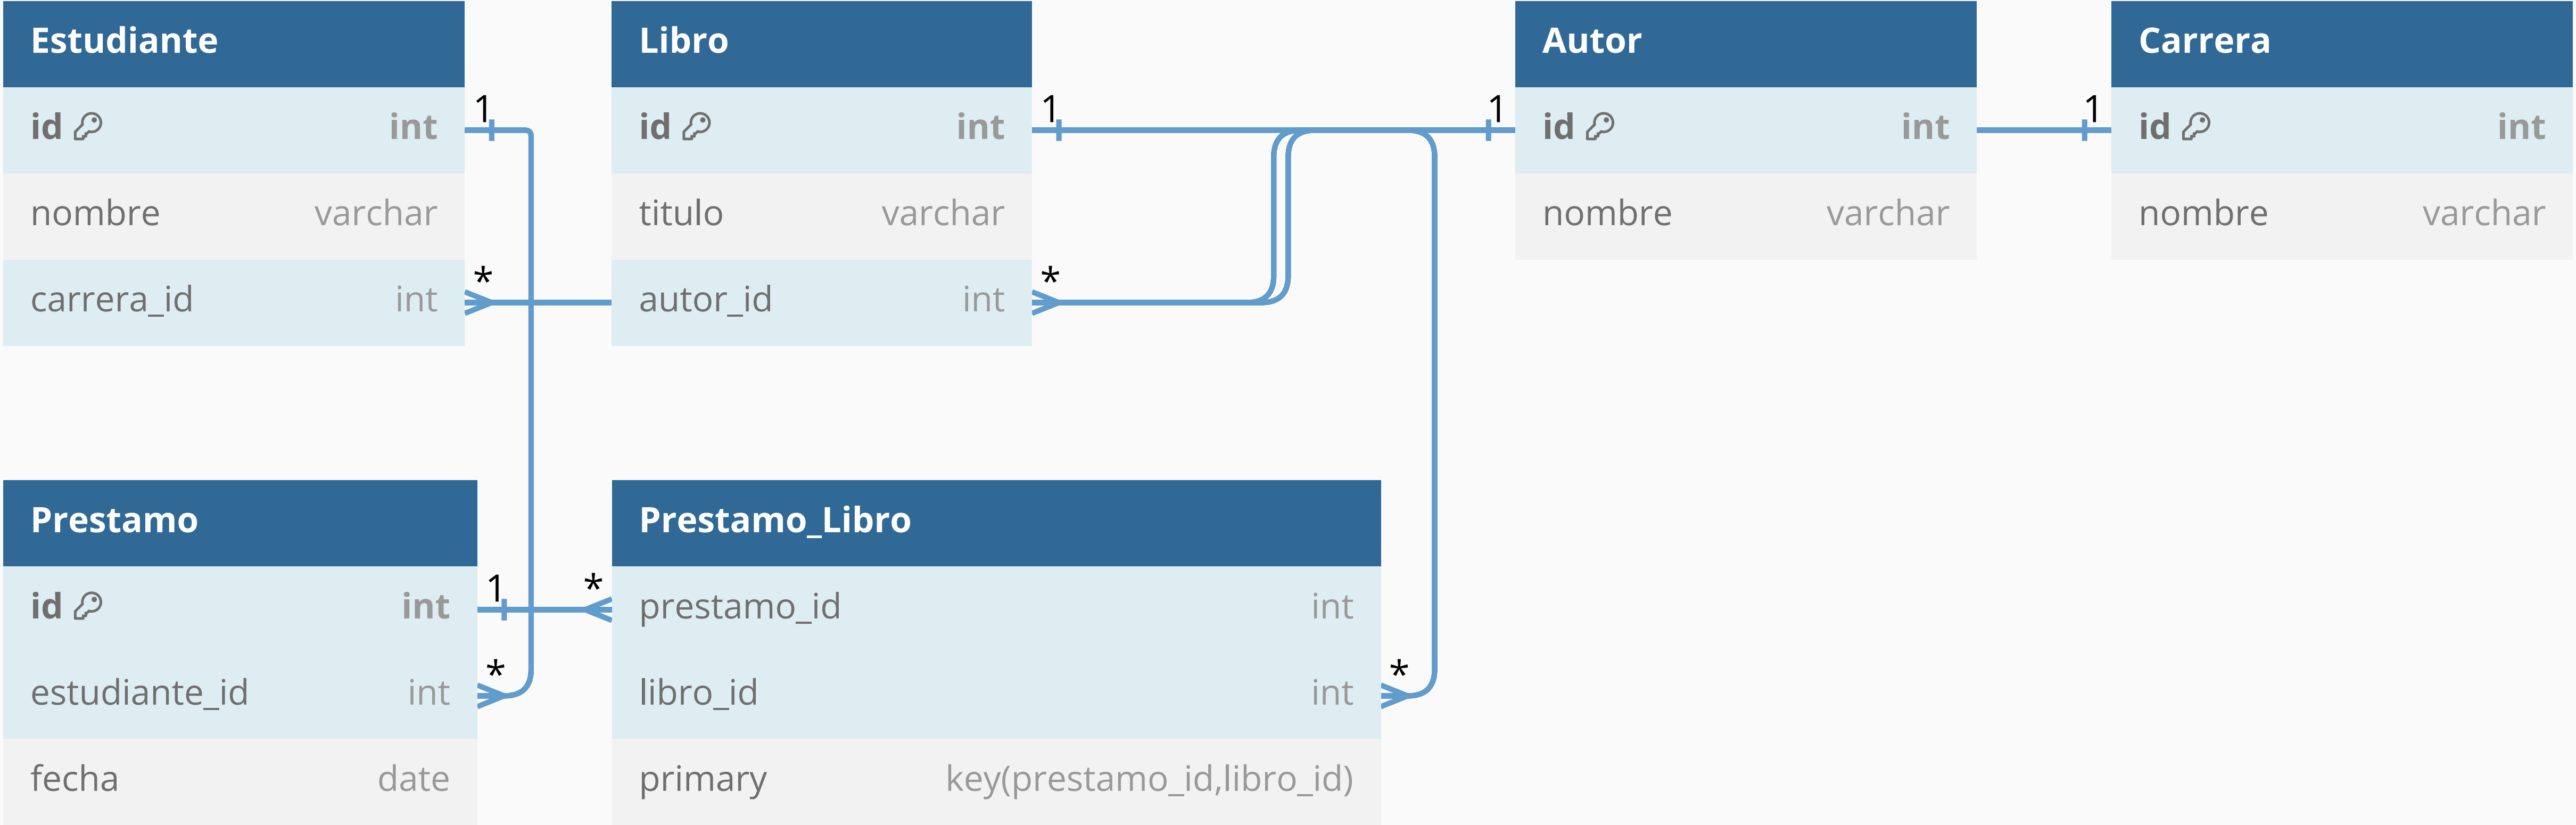 Estudiante
id int
nombre varchar
carrera_id int
1
*
Libro
id int
titulo varchar
autor_id int
1
*
1
Autor
id int
nombre varchar
1
Carrera
id int
nombre varchar
Prestamo
id int
estudiante_id int
fecha date
1
*
*
Prestamo_Libro
prestamo_id int
libro_id int
primary key(prestamo_id,libro_id)
*